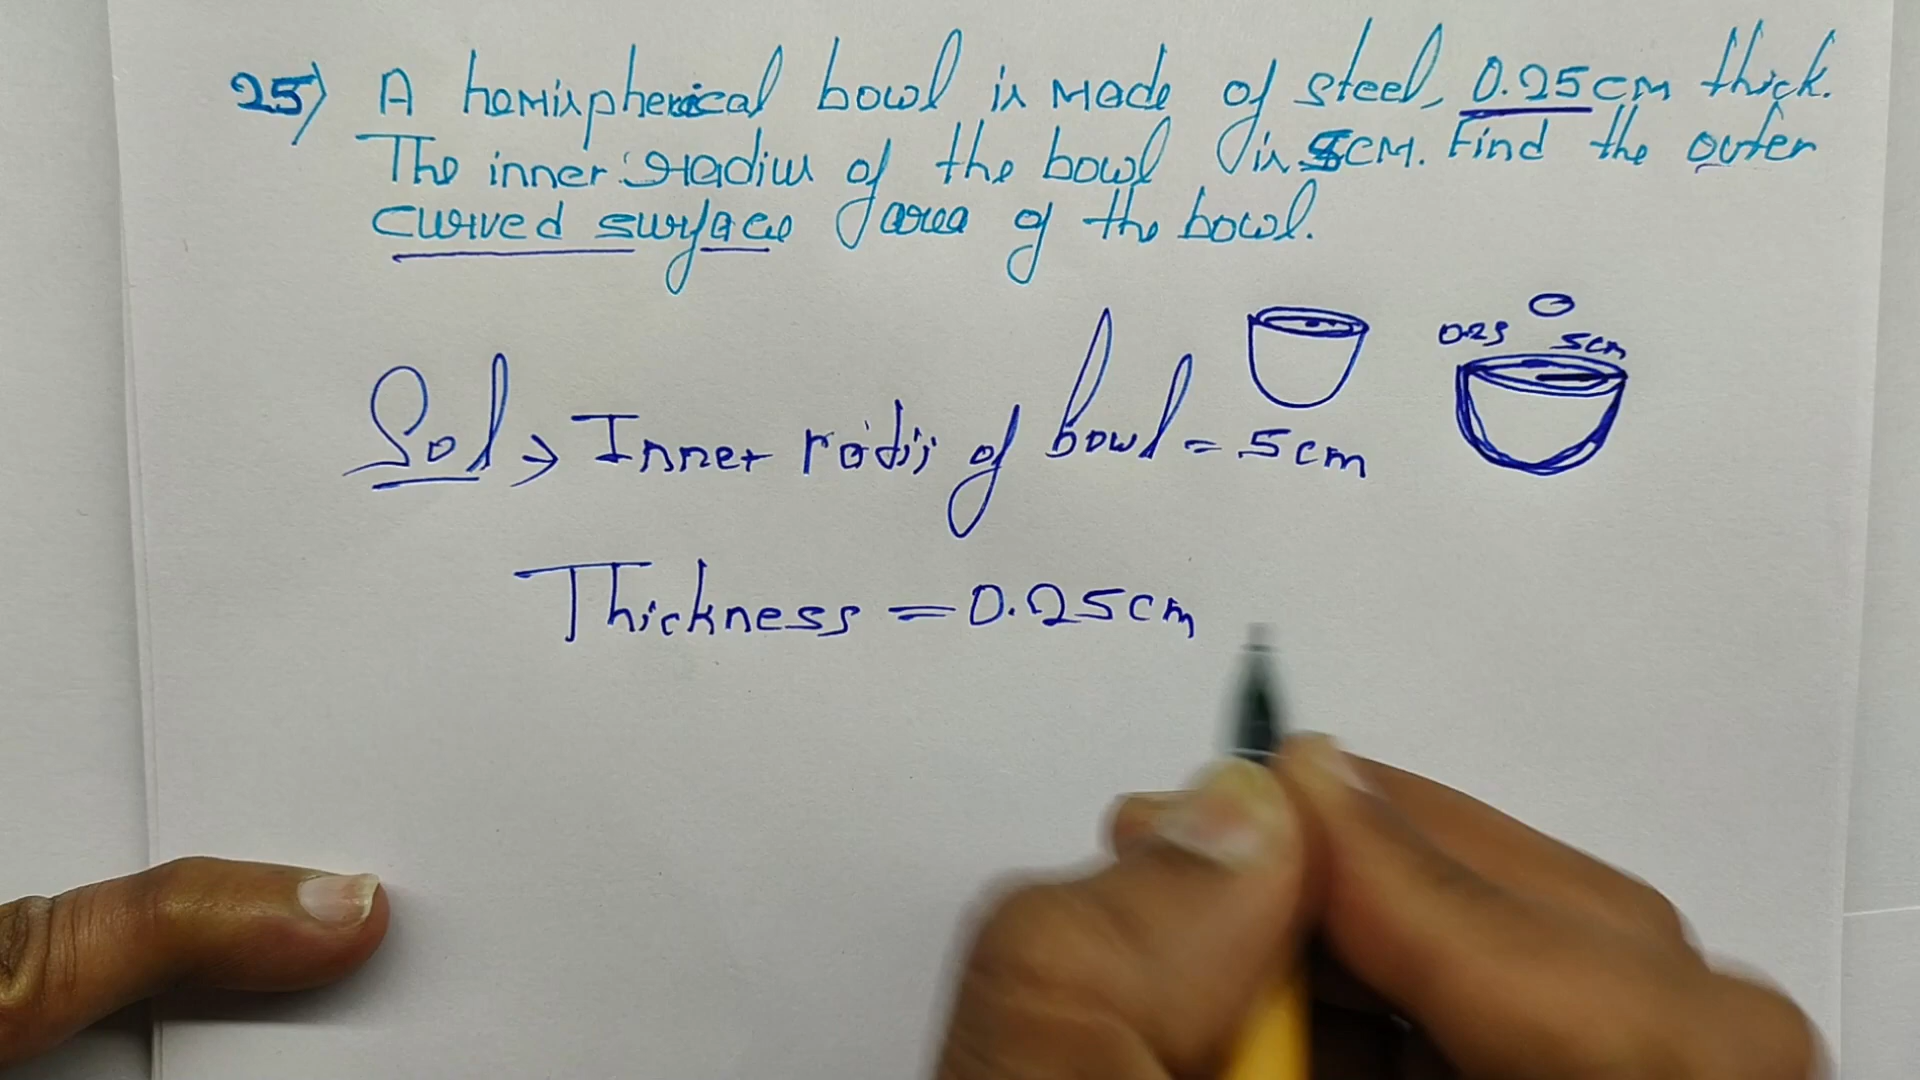 25) A hemispherical bowl is made of steel, 0.25cm thick.
The inner radius of the bowl is 5cm. Find the outer
curved surface area of the bowl.
0.25 5cm
Sol → Inner radii of bowl = 5cm
Thickness = 0.25cm